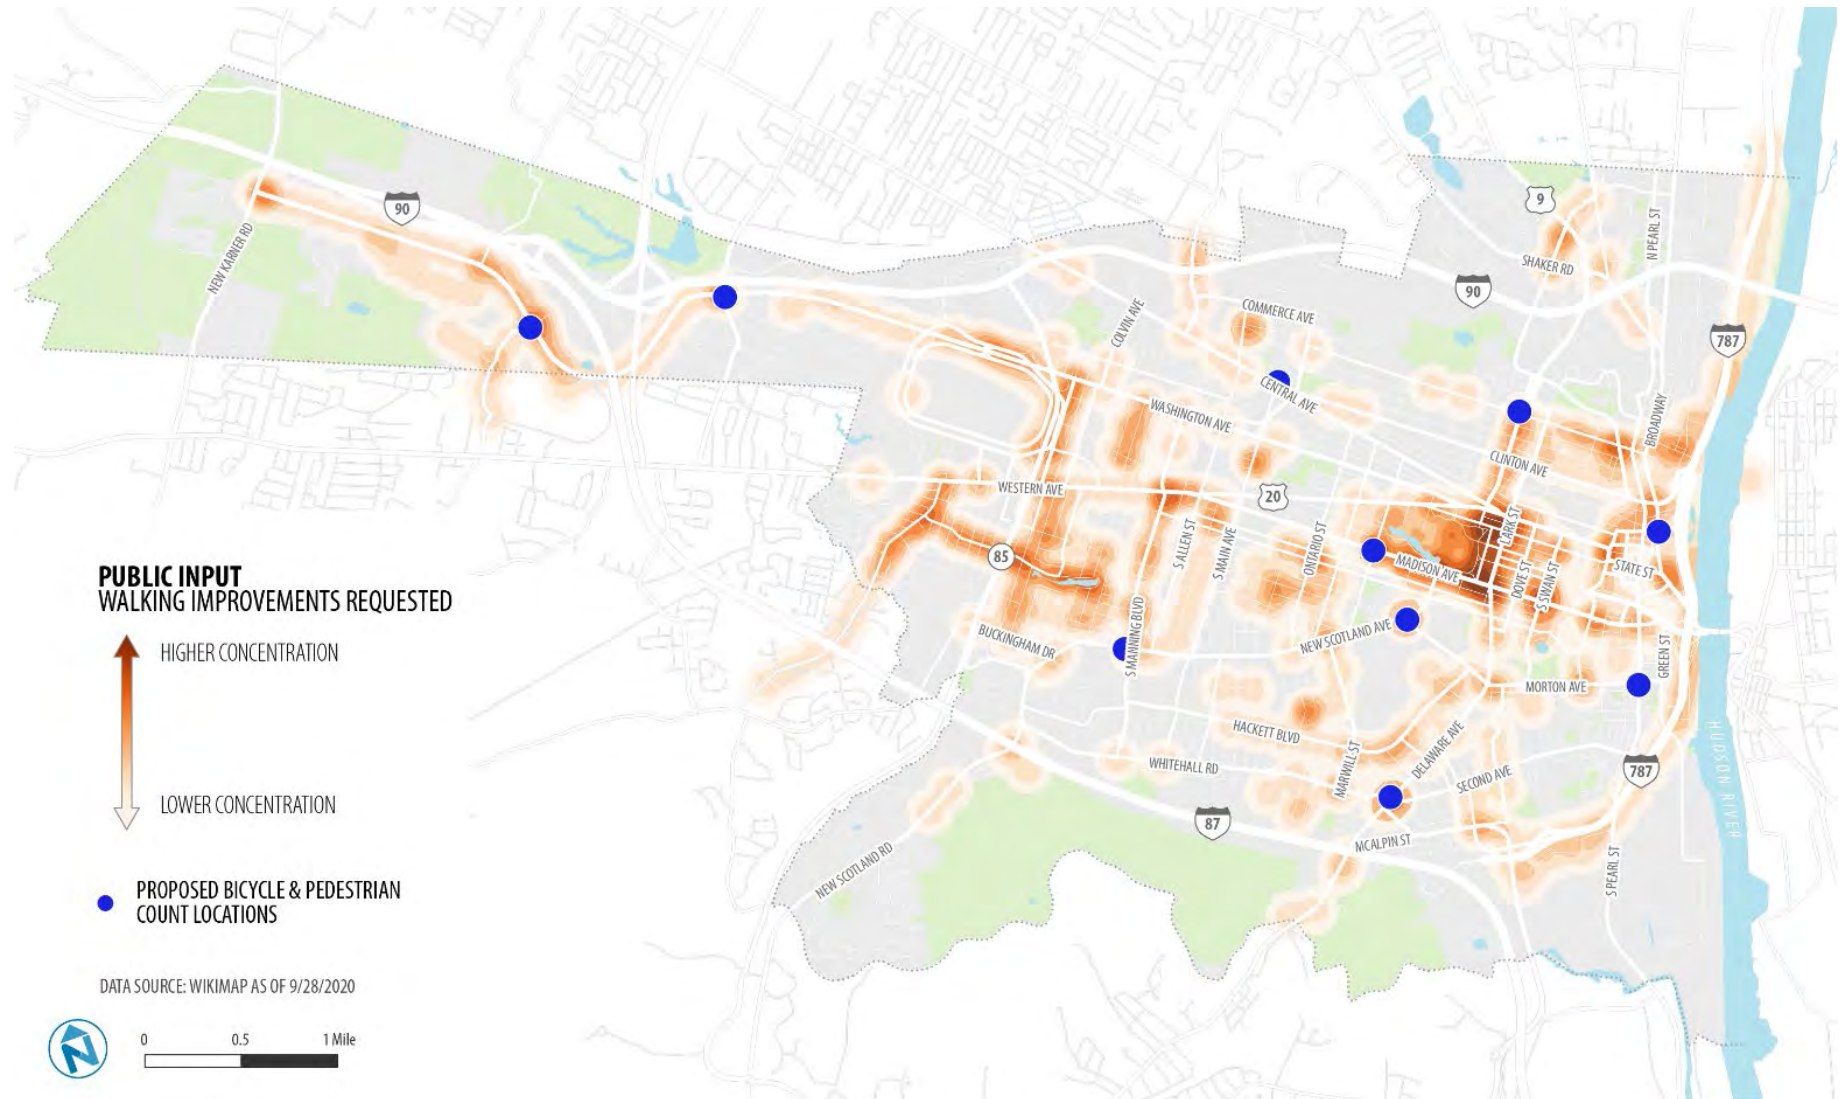 NEW KARNER RD
90
9
SHAKER RD
N PEARL ST
90
COMMERCE AVE
COLVIN AVE
787
CENTRAL AVE
WASHINGTON AVE
BROADWAY
CLINTON AVE
WESTERN AVE
20
LARK ST
85
S ALLEN ST
S MAIN AVE
ONTARIO ST
MADISON AVE
DOVE ST
S SWAN ST
STATE ST
BUCKINGHAM DR
S MANNING BLVD
NEW SCOTLAND AVE
GREEN ST
MORTON AVE
HACKETT BLVD
WHITEHALL RD
MARWILL ST
DELAWARE AVE
SECOND AVE
787
HUDSON RIVER
87
MCALPIN ST
NEW SCOTLAND RD
S PEARL ST
PUBLIC INPUT
WALKING IMPROVEMENTS REQUESTED
HIGHER CONCENTRATION
LOWER CONCENTRATION
PROPOSED BICYCLE & PEDESTRIAN
COUNT LOCATIONS
DATA SOURCE: WIKIMAP AS OF 9/28/2020
N
0 0.5 1 Mile